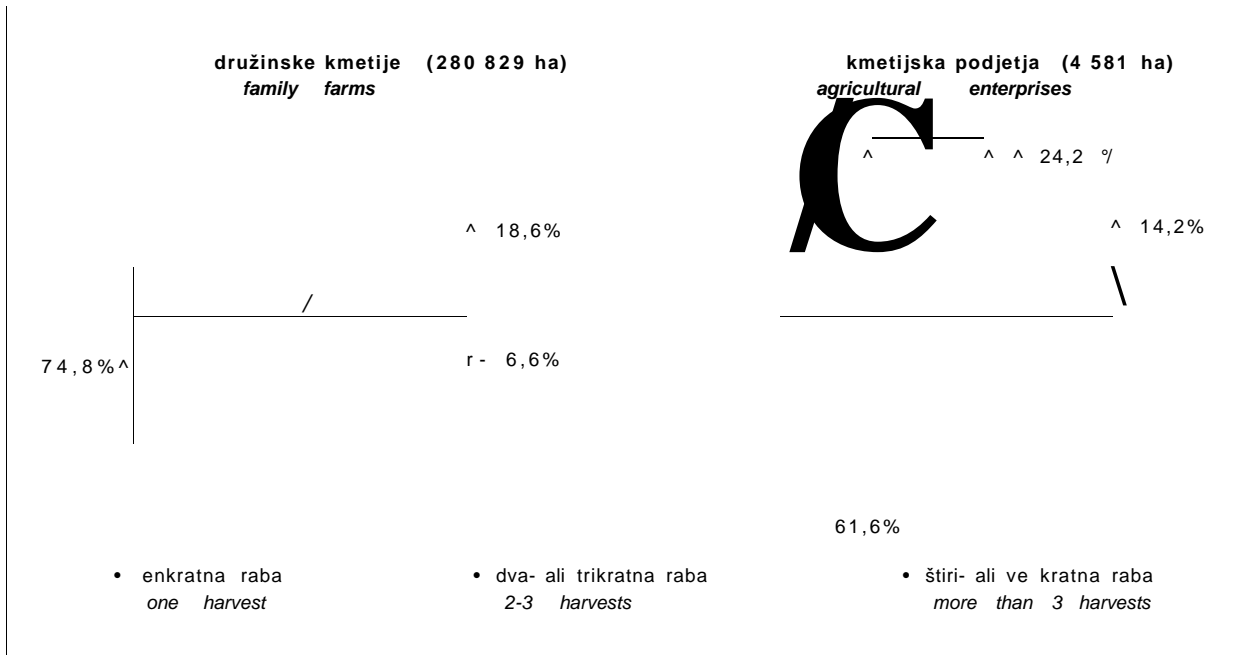 družinske kmetije (280 829 ha)
family farms
kmetijska podjetja (4 581 ha)
agricultural enterprises
^ ^ ^ 24,2 %
^ 18,6%
^ 14,2%
74,8%^
r- 6,6%
61,6%
• enkratna raba
one harvest
• dva- ali trikratna raba
2-3 harvests
• štiri- ali ve kratna raba
more than 3 harvests